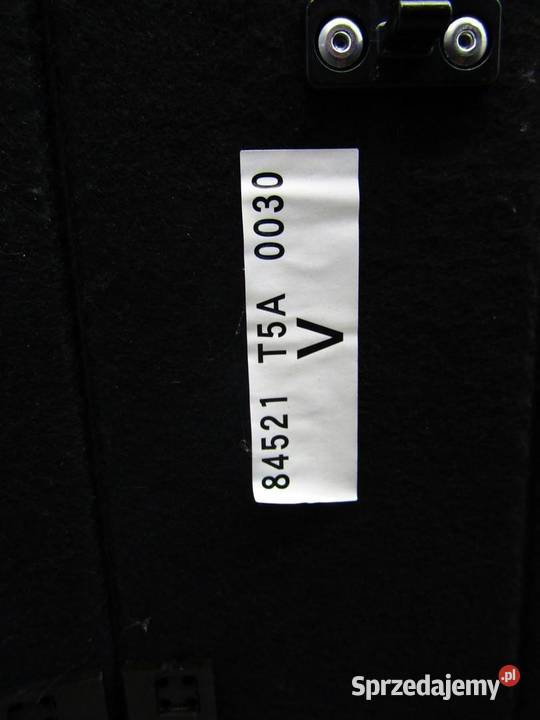 84521 T5A 0030
V
Sprzedajemy.pl